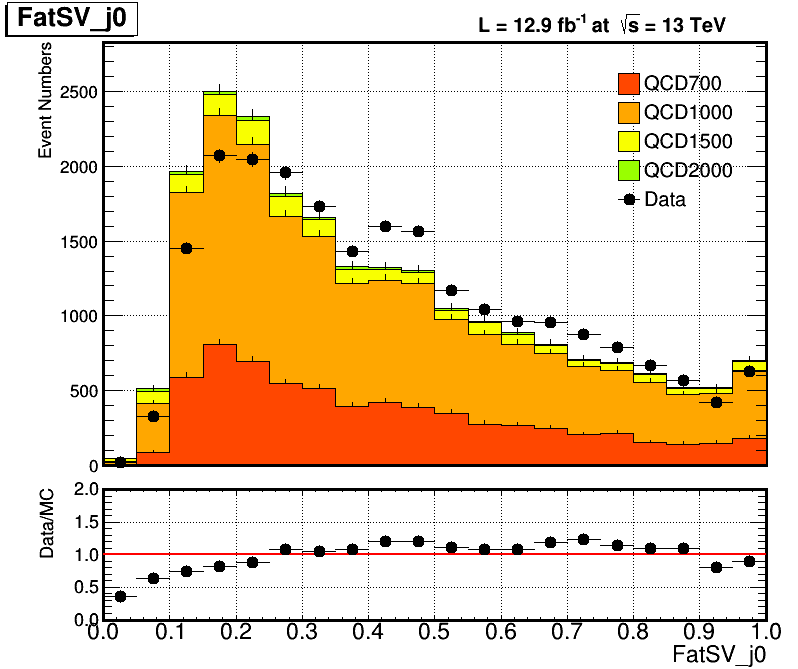 FatSV_j0
L = 12.9 fb-1 at √s = 13 TeV
Event Numbers
2500
2000
1500
1000
500
0
QCD700
QCD1000
QCD1500
QCD2000
Data
Data/MC
2.0
1.5
1.0
0.5
0.0
0.0 0.1 0.2 0.3 0.4 0.5 0.6 0.7 0.8 0.9 1.0
FatSV_j0